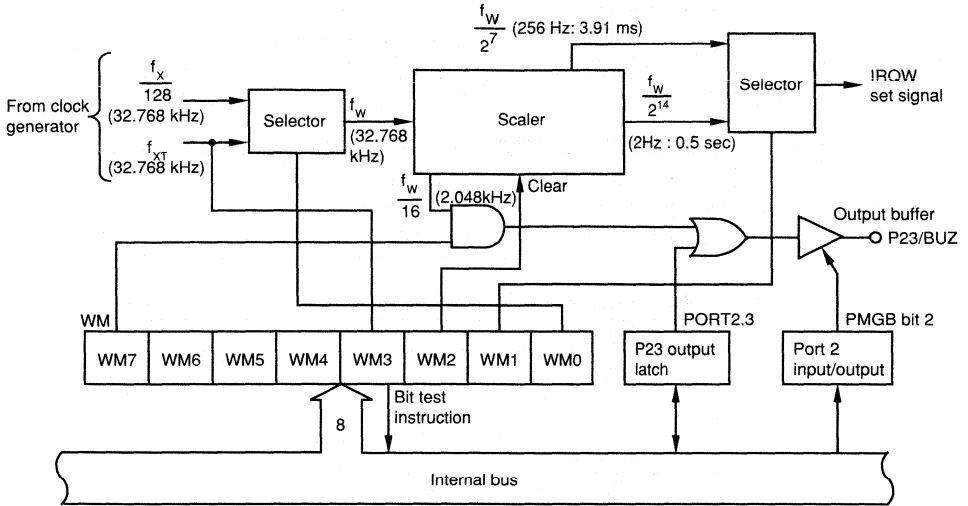 f_W
2^7
(256 Hz: 3.91 ms)
From clock
generator
f_X
128
(32.768 kHz)
f_XT
(32.768 kHz)
Selector
f_W
(32.768
kHz)
Scaler
f_W
2^14
(2Hz : 0.5 sec)
Selector
!RQW
set signal
Clear
f_W
16
(2.048kHz)
Output buffer
P23/BUZ
WM
PORT2.3
PMGB bit 2
WM7 WM6 WM5 WM4 WM3 WM2 WM1 WM0
P23 output
latch
Port 2
input/output
8
Bit test
instruction
Internal bus